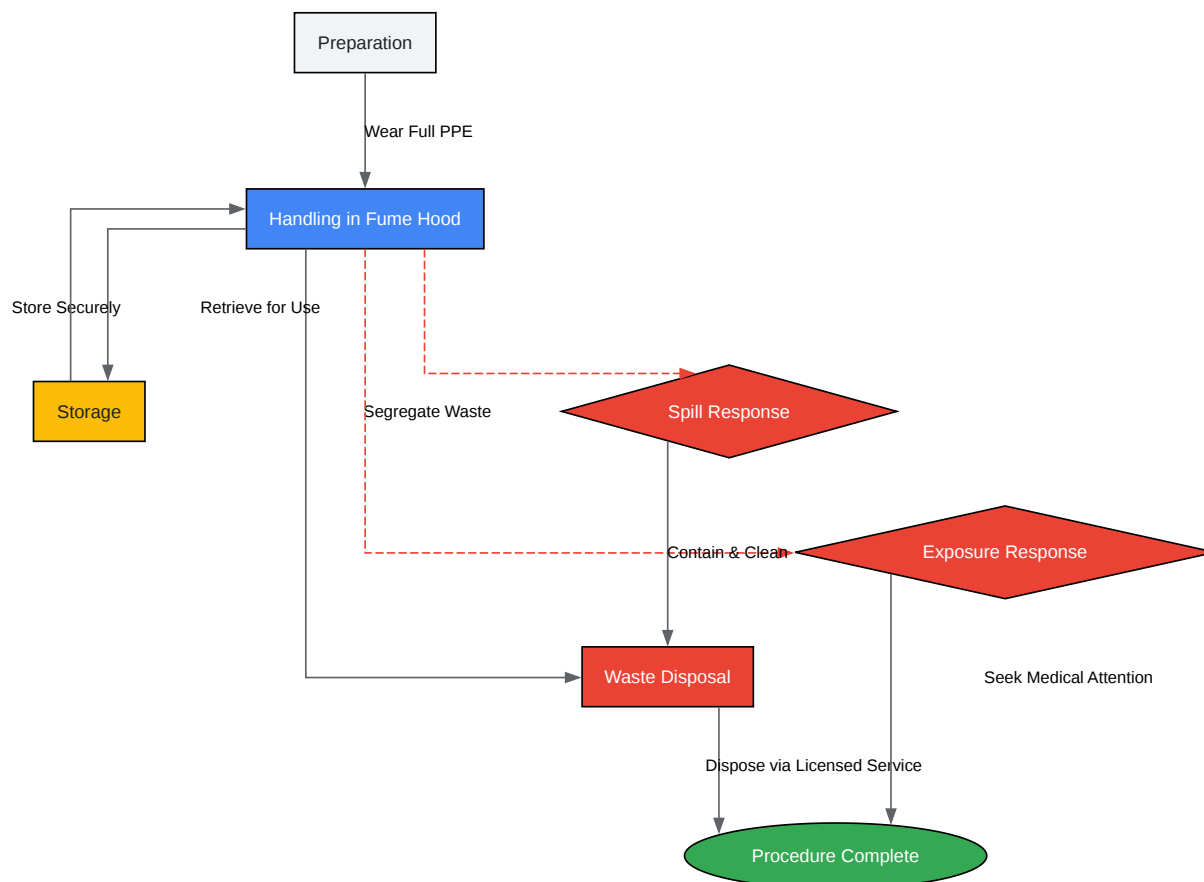 Preparation
Wear Full PPE
Handling in Fume Hood
Store Securely
Retrieve for Use
Storage
Segregate Waste
Spill Response
Contain & Clean
Exposure Response
Waste Disposal
Seek Medical Attention
Dispose via Licensed Service
Procedure Complete